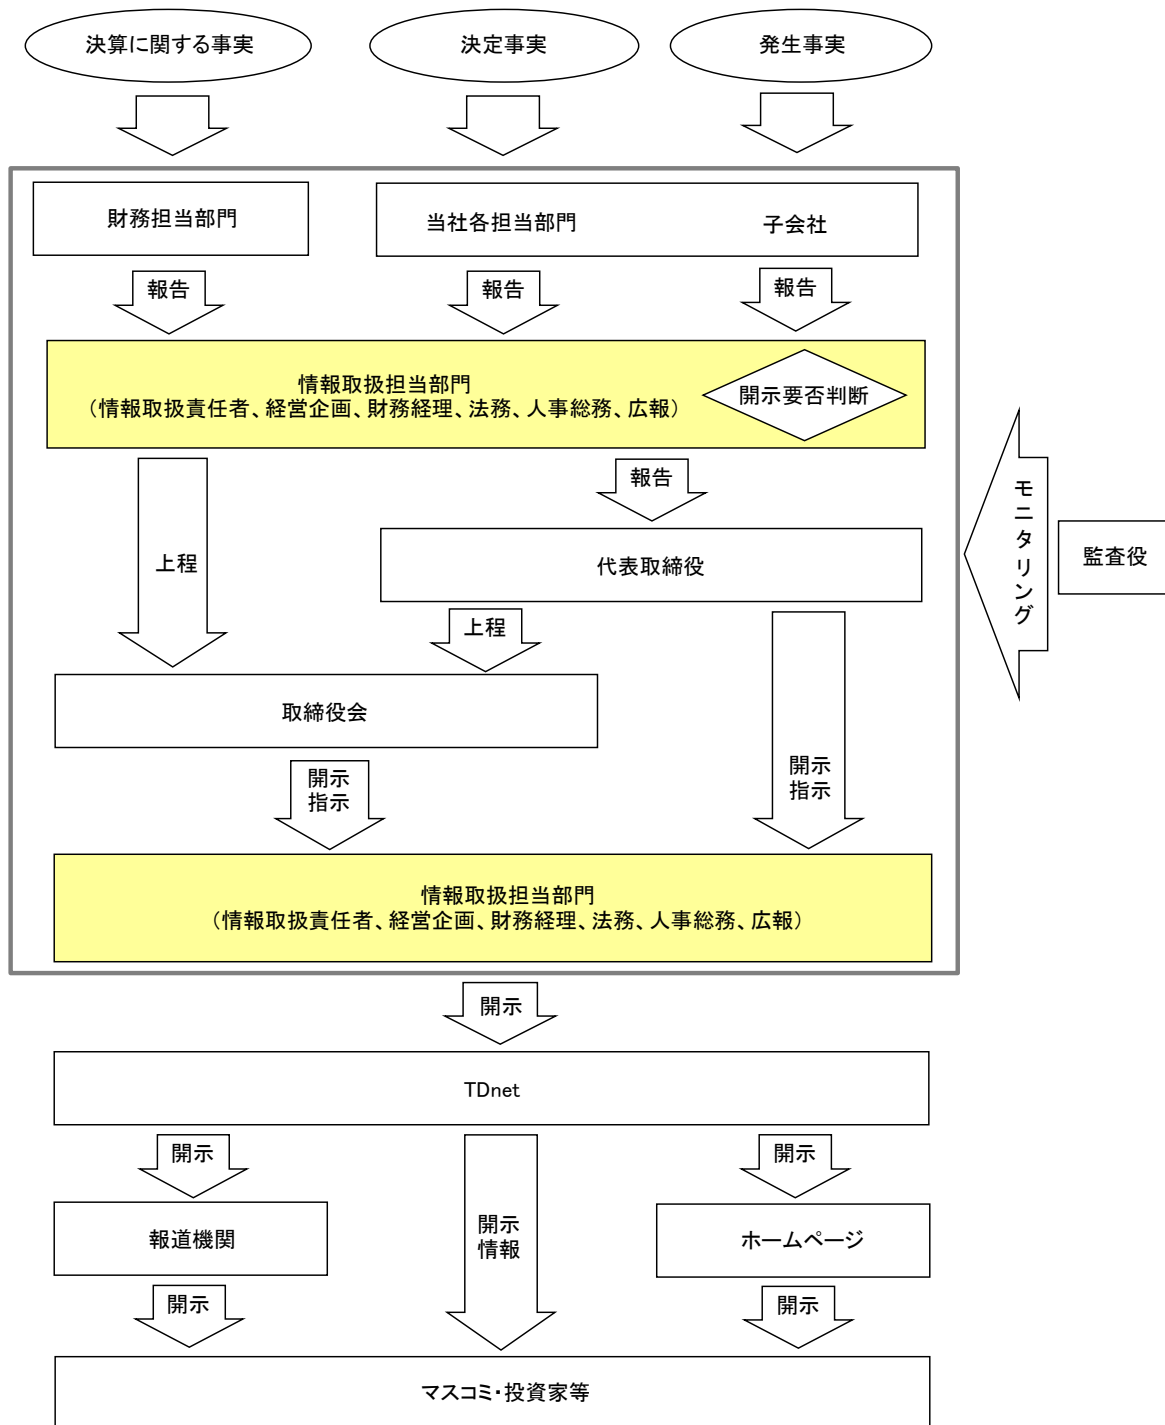 決算に関する事実
決定事実
発生事実
財務担当部門
当社各担当部門
子会社
報告
報告
報告
情報取扱担当部門
（情報取扱責任者、経営企画、財務経理、法務、人事総務、広報）
開示要否判断
報告
上程
代表取締役
モニタリング
監査役
上程
取締役会
開示
指示
開示
指示
情報取扱担当部門
（情報取扱責任者、経営企画、財務経理、法務、人事総務、広報）
開示
TDnet
開示
開示
報道機関
開示
情報
ホームページ
開示
開示
マスコミ・投資家等